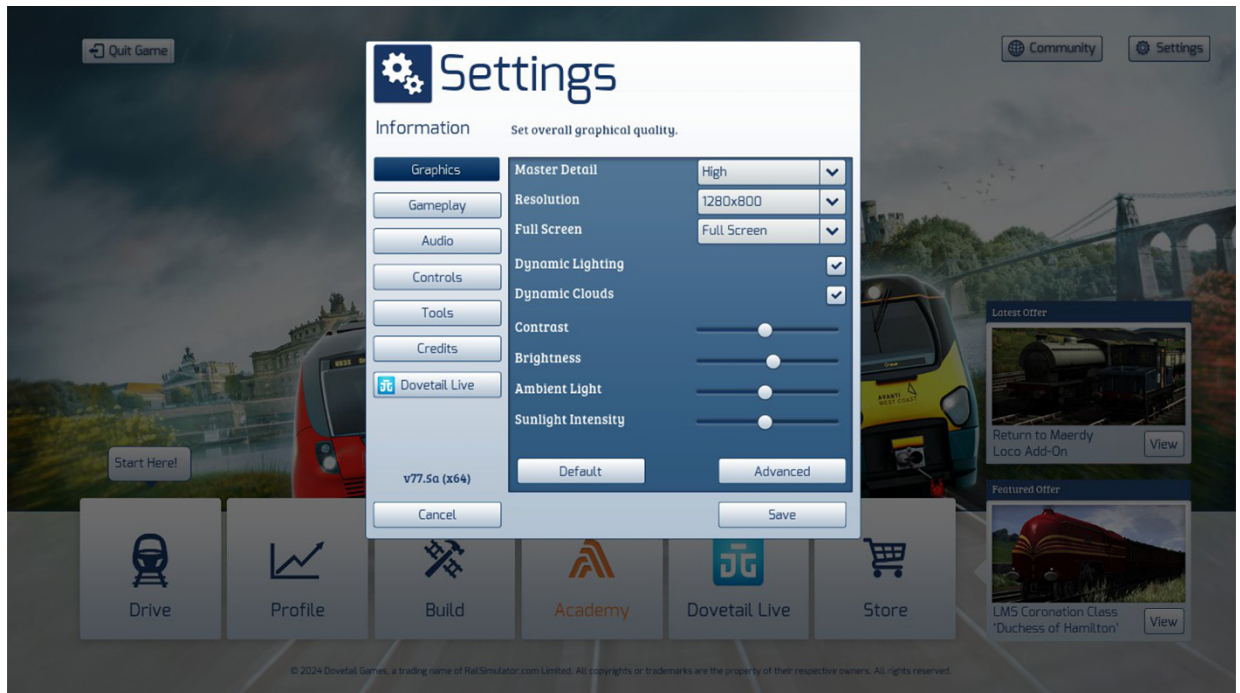 Quit Game
Community
Settings
Settings
Information
Set overall graphical quality.
Graphics
Gameplay
Audio
Controls
Tools
Credits
Dovetail Live
v77.5a (x64)
Master Detail
High
Resolution
1280x800
Full Screen
Full Screen
Dynamic Lighting
Dynamic Clouds
Contrast
Brightness
Ambient Light
Sunlight Intensity
Default
Advanced
Cancel
Save
AVANTI
WEST COAST
Latest Offer
Return to Maerdy
Loco Add-On
View
Featured Offer
LMS Coronation Class
'Duchess of Hamilton'
View
Start Here!
Drive
Profile
Build
Academy
Dovetail Live
Store
© 2024 Dovetail Games, a trading name of RailSimulator.com Limited. All copyrights or trademarks are the property of their respective owners. All rights reserved.